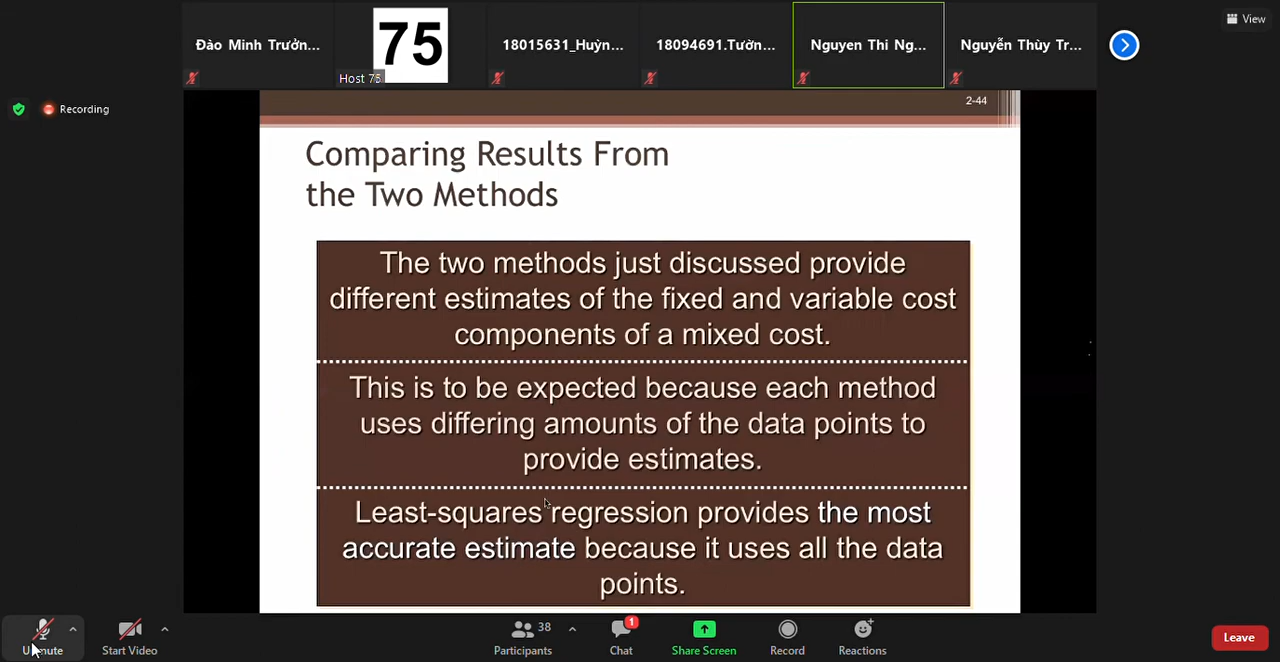 Đào Minh Trưởn...
75
Host 75
18015631_Huỳn...
18094691.Tườn...
Nguyen Thi Ng...
Nguyễn Thùy Tr...
View
Recording
2-44
Comparing Results From
the Two Methods
The two methods just discussed provide
different estimates of the fixed and variable cost
components of a mixed cost.
This is to be expected because each method
uses differing amounts of the data points to
provide estimates.
Least-squares regression provides the most
accurate estimate because it uses all the data
points.
Unmute
Start Video
38
Participants
1
Chat
Share Screen
Record
Reactions
Leave